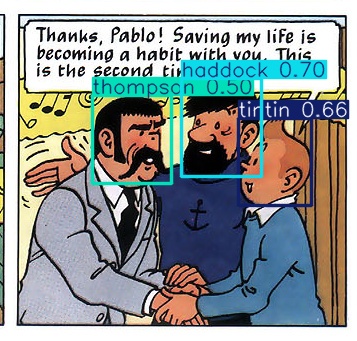 Thanks, Pablo! Saving my life is
becoming a habit with you. This
is the second
haddock 0.70
thompson 0.50
tintin 0.66